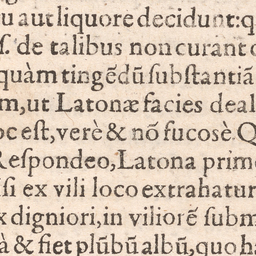 u aut liquore decidunt: q
ſ. de talibus non curant
quàm tingẽdũ ſubſtantiã
m, ut Latonæ facies deal
oc eſt, verè & nõ fucosè. Q
Reſpondeo, Latona prim
ſi ex vili loco extrahatur
x digniori, in viliorẽ ſubm
à & fiet plũbũ albũ, quo ha